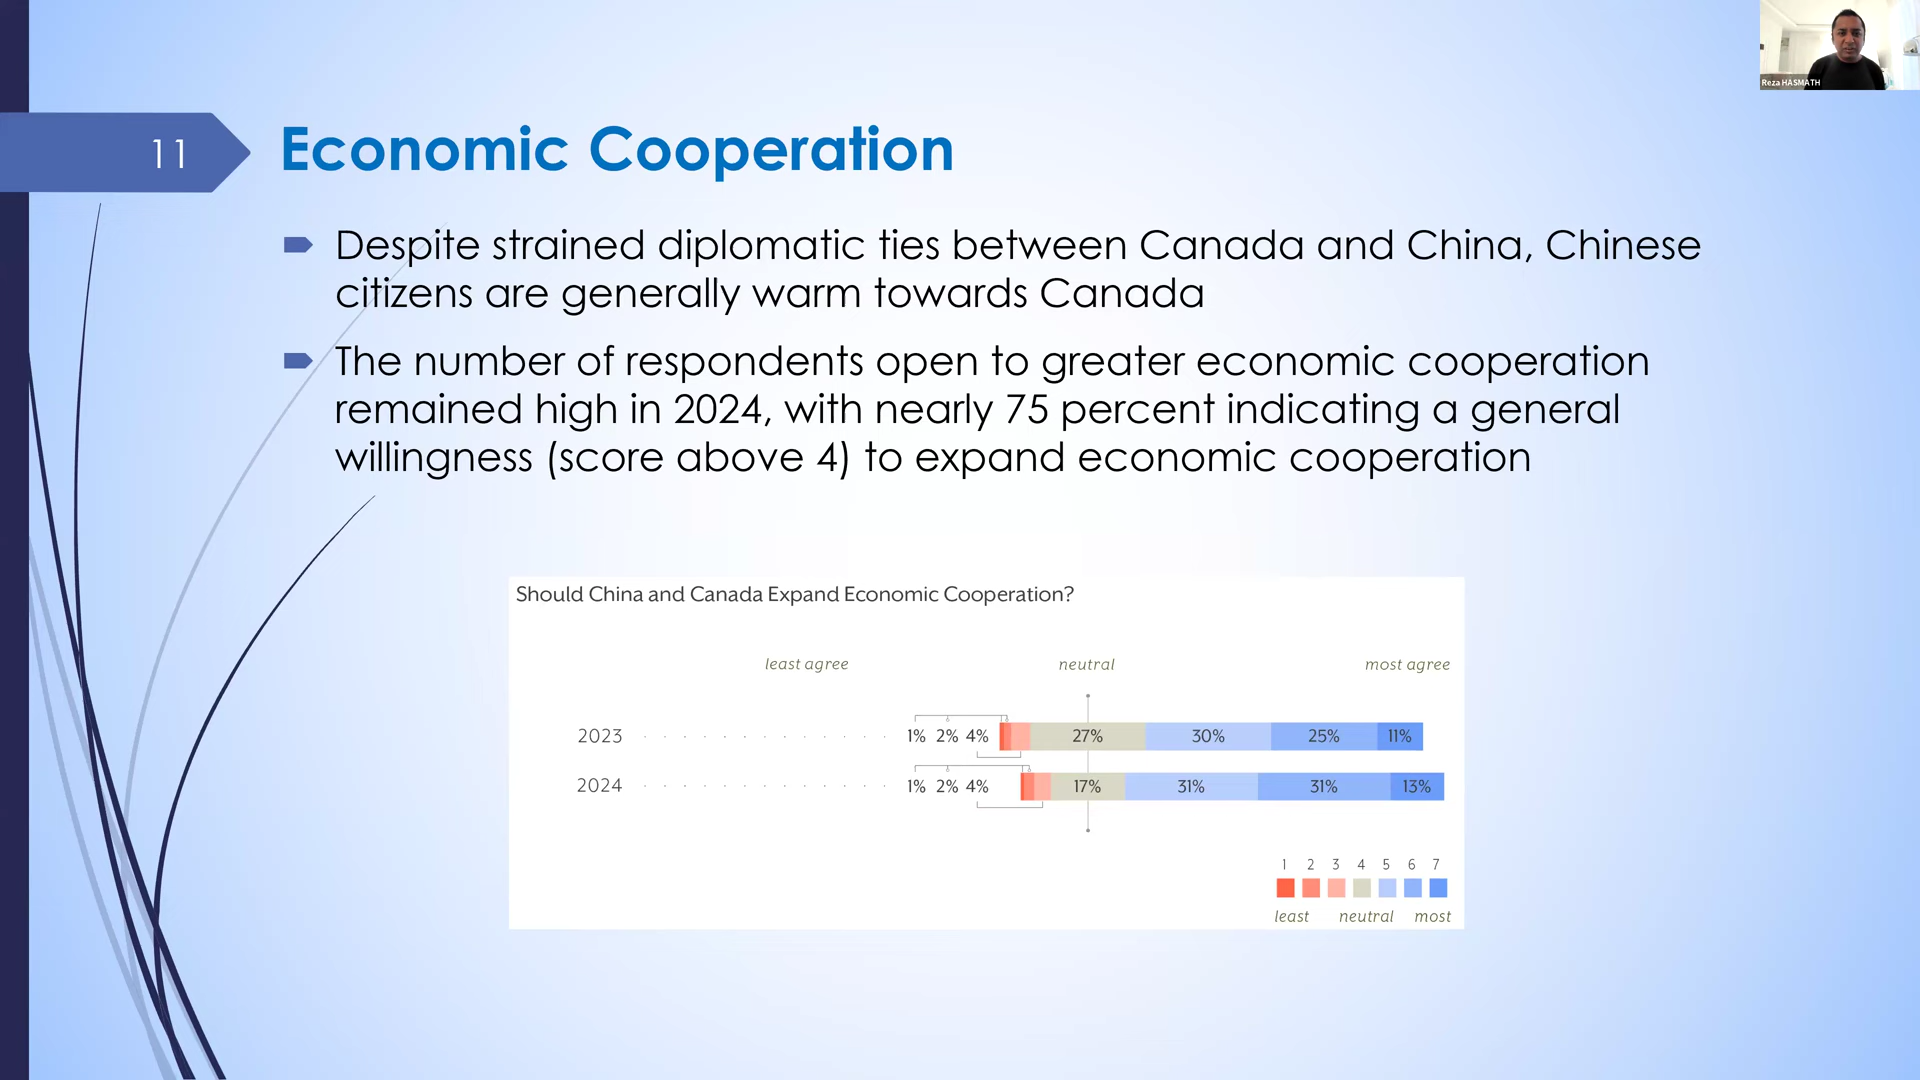 Reza HASMATH
11
Economic Cooperation
Despite strained diplomatic ties between Canada and China, Chinese
citizens are generally warm towards Canada
The number of respondents open to greater economic cooperation
remained high in 2024, with nearly 75 percent indicating a general
willingness (score above 4) to expand economic cooperation
Should China and Canada Expand Economic Cooperation?
least agree neutral most agree
2023 1% 2% 4% 27% 30% 25% 11%
2024 1% 2% 4% 17% 31% 31% 13%
1 2 3 4 5 6 7
least neutral most